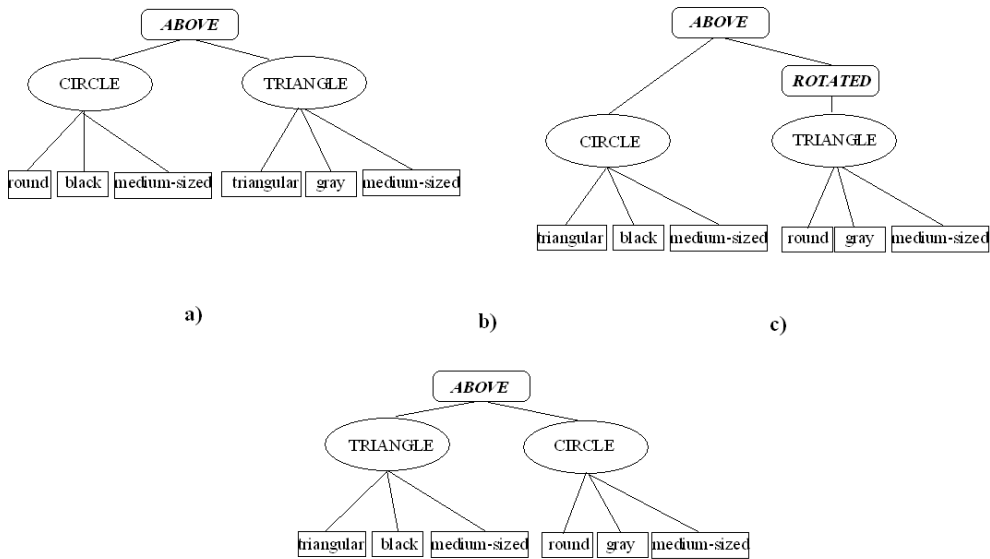 ABOVE
CIRCLE TRIANGLE
round black medium-sized triangular gray medium-sized
ABOVE
ROTATED
CIRCLE TRIANGLE
triangular black medium-sized round gray medium-sized
a) b) c)
ABOVE
TRIANGLE CIRCLE
triangular black medium-sized round gray medium-sized